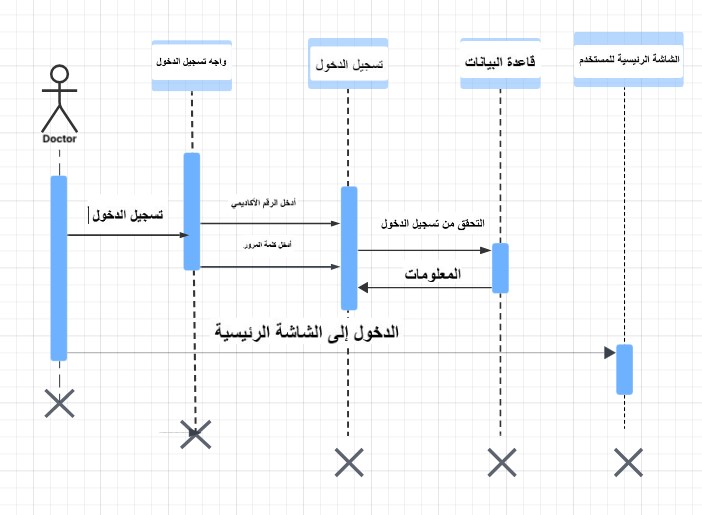 واجه تسجيل الدخول
تسجيل الدخول
قاعدة البيانات
الشاشة الرئيسية للمستخدم
Doctor
تسجيل الدخول
أدخل الرقم الأكاديمي
التحقق من تسجيل الدخول
أدخل كلمة المرور
المعلومات
الدخول إلى الشاشة الرئيسية